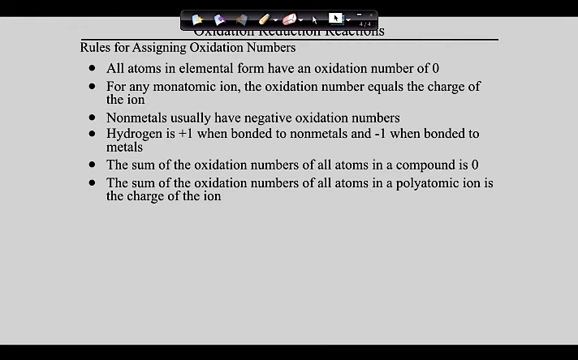 Oxidation Reduction Reactions
Rules for Assigning Oxidation Numbers
• All atoms in elemental form have an oxidation number of 0
• For any monatomic ion, the oxidation number equals the charge of
the ion
• Nonmetals usually have negative oxidation numbers
• Hydrogen is +1 when bonded to nonmetals and -1 when bonded to
metals
• The sum of the oxidation numbers of all atoms in a compound is 0
• The sum of the oxidation numbers of all atoms in a polyatomic ion is
the charge of the ion